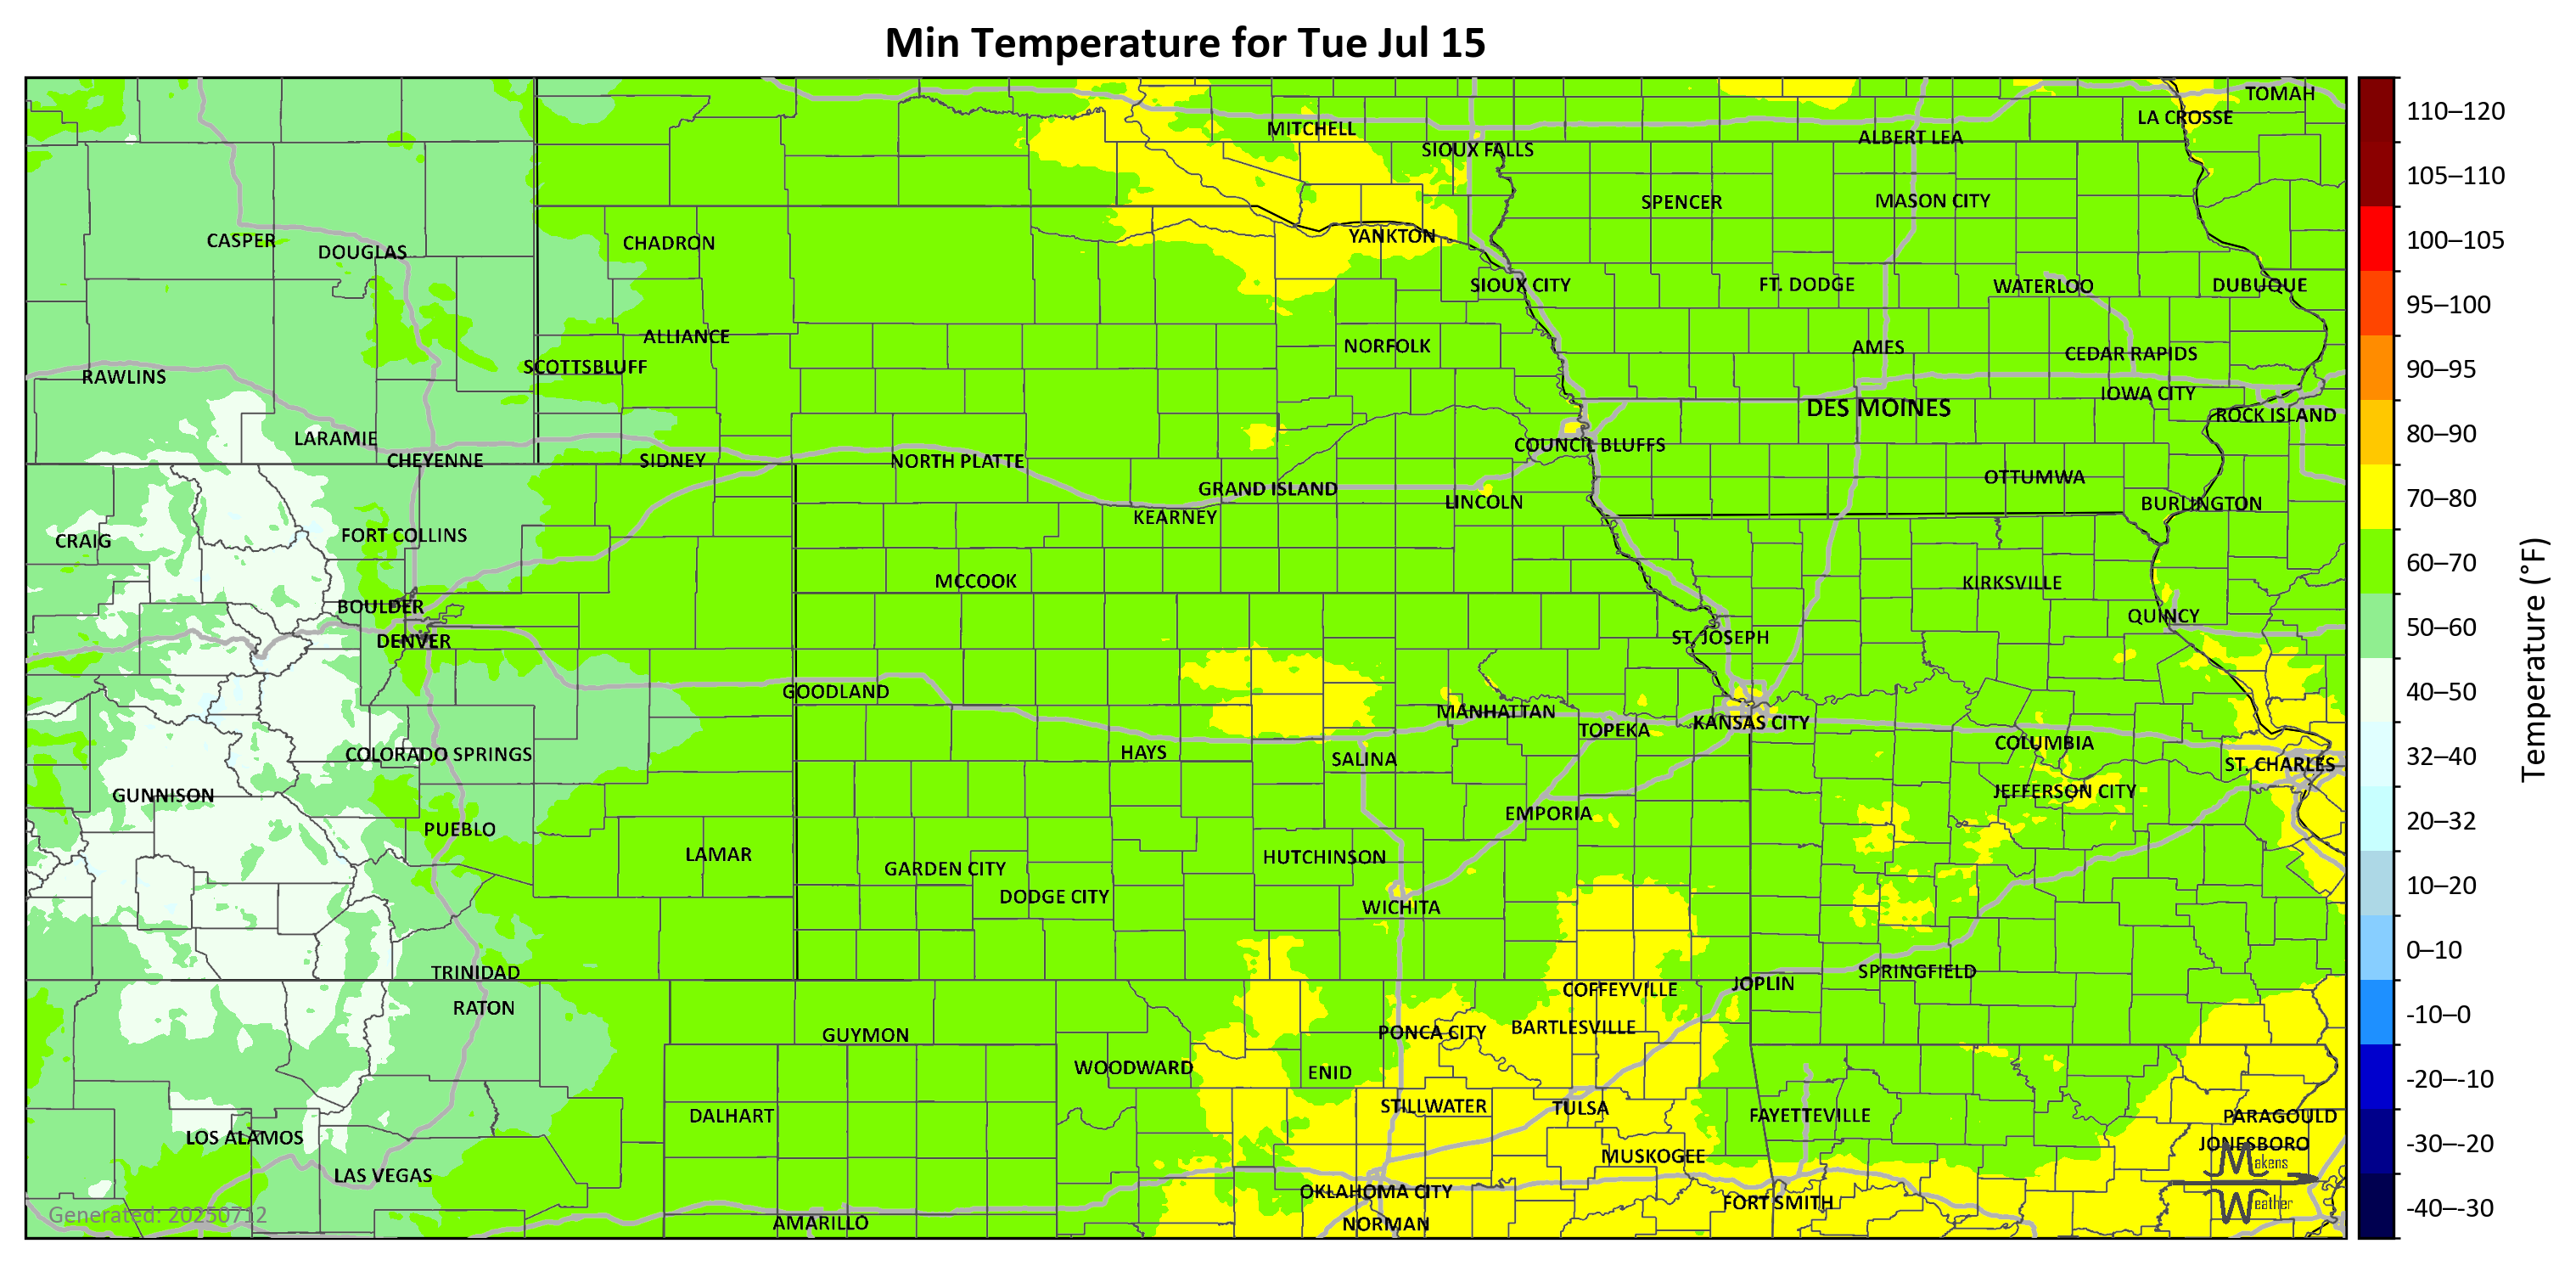 Min Temperature for Tue Jul 15
TOMAH
LA CROSSE
MITCHELL
ALBERT LEA
SIOUX FALLS
SPENCER
MASON CITY
CASPER
DOUGLAS
CHADRON
YANKTON
SIOUX CITY
FT. DODGE
WATERLOO
DUBUQUE
ALLIANCE
NORFOLK
AMES
CEDAR RAPIDS
SCOTTSBLUFF
RAWLINS
IOWA CITY
DES MOINES
ROCK ISLAND
LARAMIE
COUNCIL BLUFFS
CHEYENNE
SIDNEY
NORTH PLATTE
OTTUMWA
GRAND ISLAND
LINCOLN
BURLINGTON
KEARNEY
CRAIG
FORT COLLINS
MCCOOK
KIRKSVILLE
BOULDER
QUINCY
DENVER
ST. JOSEPH
GOODLAND
MANHATTAN
KANSAS CITY
TOPEKA
COLUMBIA
COLORADO SPRINGS
HAYS
SALINA
ST. CHARLES
GUNNISON
JEFFERSON CITY
EMPORIA
PUEBLO
LAMAR
HUTCHINSON
GARDEN CITY
DODGE CITY
WICHITA
TRINIDAD
SPRINGFIELD
JOPLIN
COFFEYVILLE
RATON
GUYMON
PONCA CITY
BARTLESVILLE
WOODWARD
ENID
STILLWATER
TULSA
DALHART
FAYETTEVILLE
PARAGOULD
LOS ALAMOS
JONESBORO
MUSKOGEE
LAS VEGAS
OKLAHOMA CITY
FORT SMITH
AMARILLO
NORMAN
Generated: 20250712
Makens
Weather
110–120
105–110
100–105
95–100
90–95
80–90
70–80
60–70
50–60
40–50
32–40
20–32
10–20
0–10
-10–0
-20–-10
-30–-20
-40–-30
Temperature (°F)